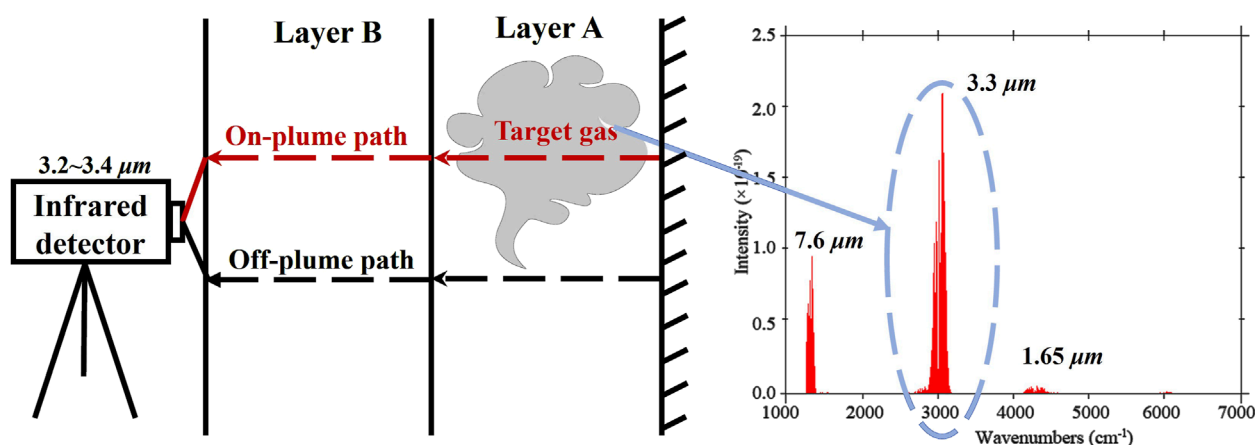 Layer B
Layer A
On-plume path
Target gas
3.2~3.4 μm
Infrared
detector
Off-plume path
2.5
2.0
1.5
1.0
0.5
0.0
Intensity (×10⁻¹⁹)
3.3 μm
7.6 μm
1.65 μm
1000 2000 3000 4000 5000 6000 7000
Wavenumbers (cm⁻¹)